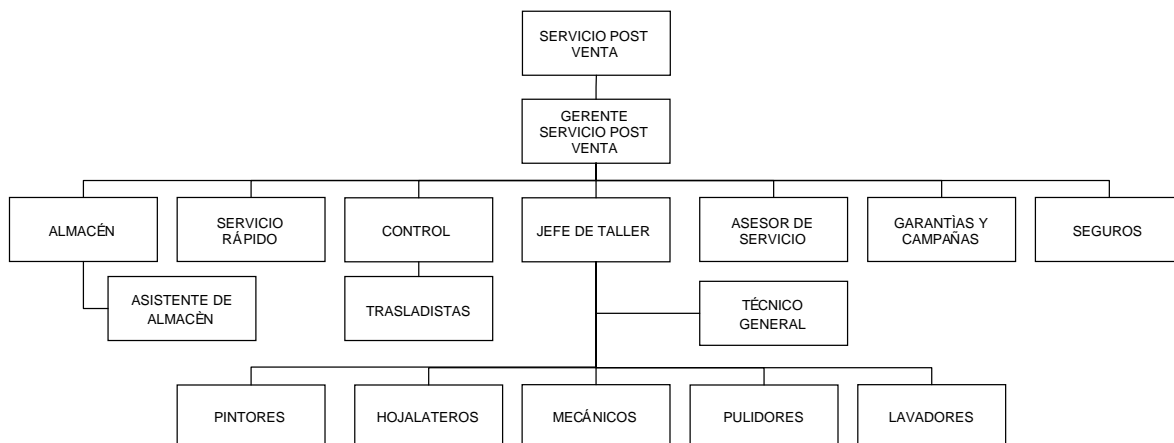 SERVICIO POST
VENTA
GERENTE
SERVICIO POST
VENTA
ALMACÉN
SERVICIO
RÁPIDO
CONTROL
JEFE DE TALLER
ASESOR DE
SERVICIO
GARANTÌAS Y
CAMPAÑAS
SEGUROS
ASISTENTE DE
ALMACÈN
TRASLADISTAS
TÉCNICO
GENERAL
PINTORES
HOJALATEROS
MECÁNICOS
PULIDORES
LAVADORES